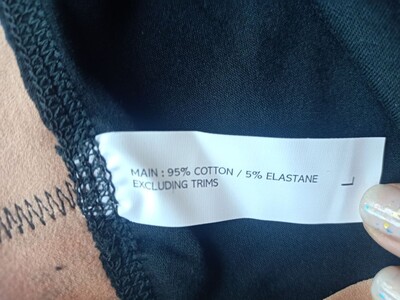 MAIN : 95% COTTON / 5% ELASTANE
EXCLUDING TRIMS
L